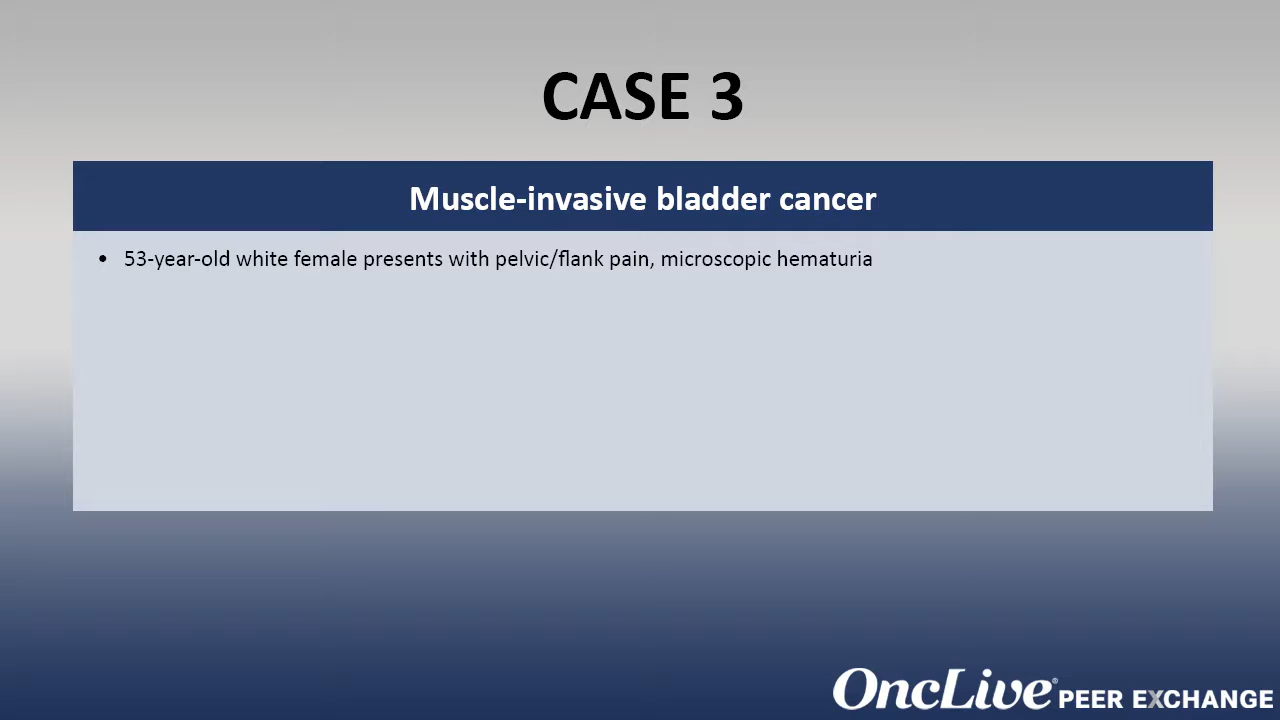 CASE 3
Muscle-invasive bladder cancer
• 53-year-old white female presents with pelvic/flank pain, microscopic hematuria
OncLive® PEER EXCHANGE